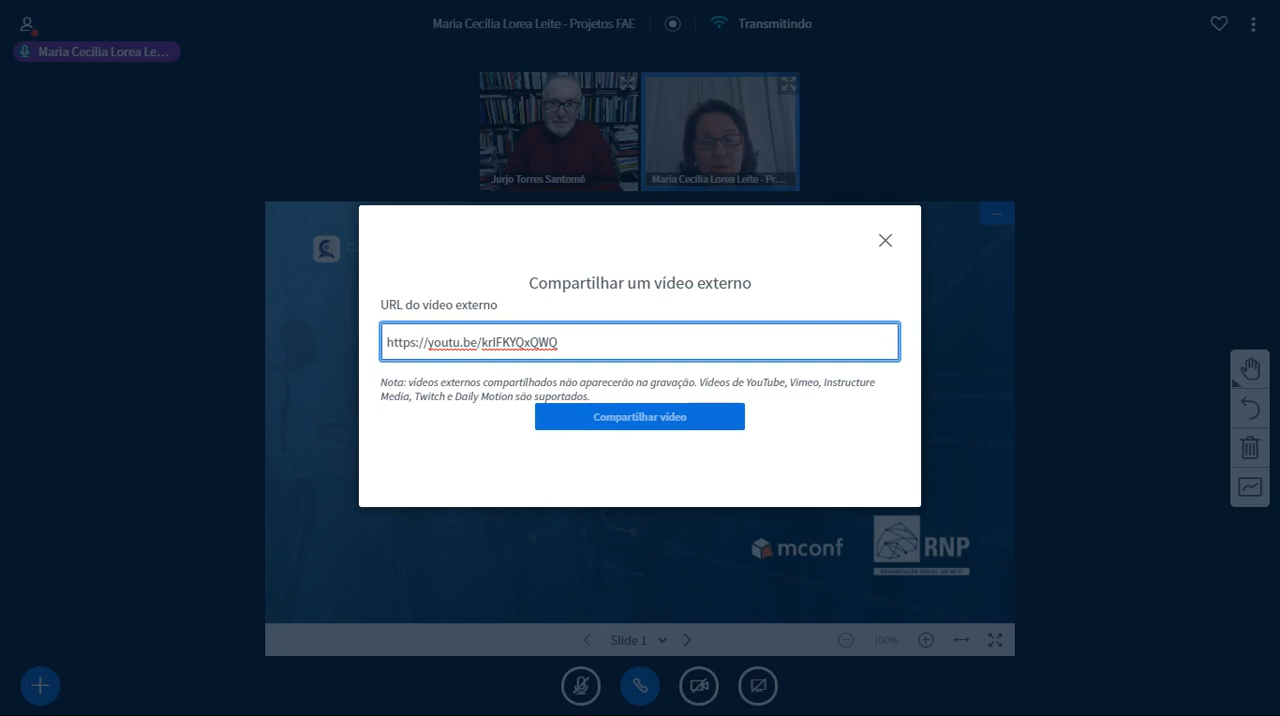 Maria Cecília Lorea Leite - Projetos FAE
Transmitindo
Maria Cecília Lorea Le...
Jurjo Torres Santomé
Maria Cecília Lorea Leite - Pr...
Compartilhar um vídeo externo
URL do vídeo externo
https://youtu.be/krIFKYQxQWQ
Nota: vídeos externos compartilhados não aparecerão na gravação. Vídeos de YouTube, Vimeo, Instructure
Media, Twitch e Daily Motion são suportados.
Compartilhar vídeo
mconf
RNP
Slide 1
100%